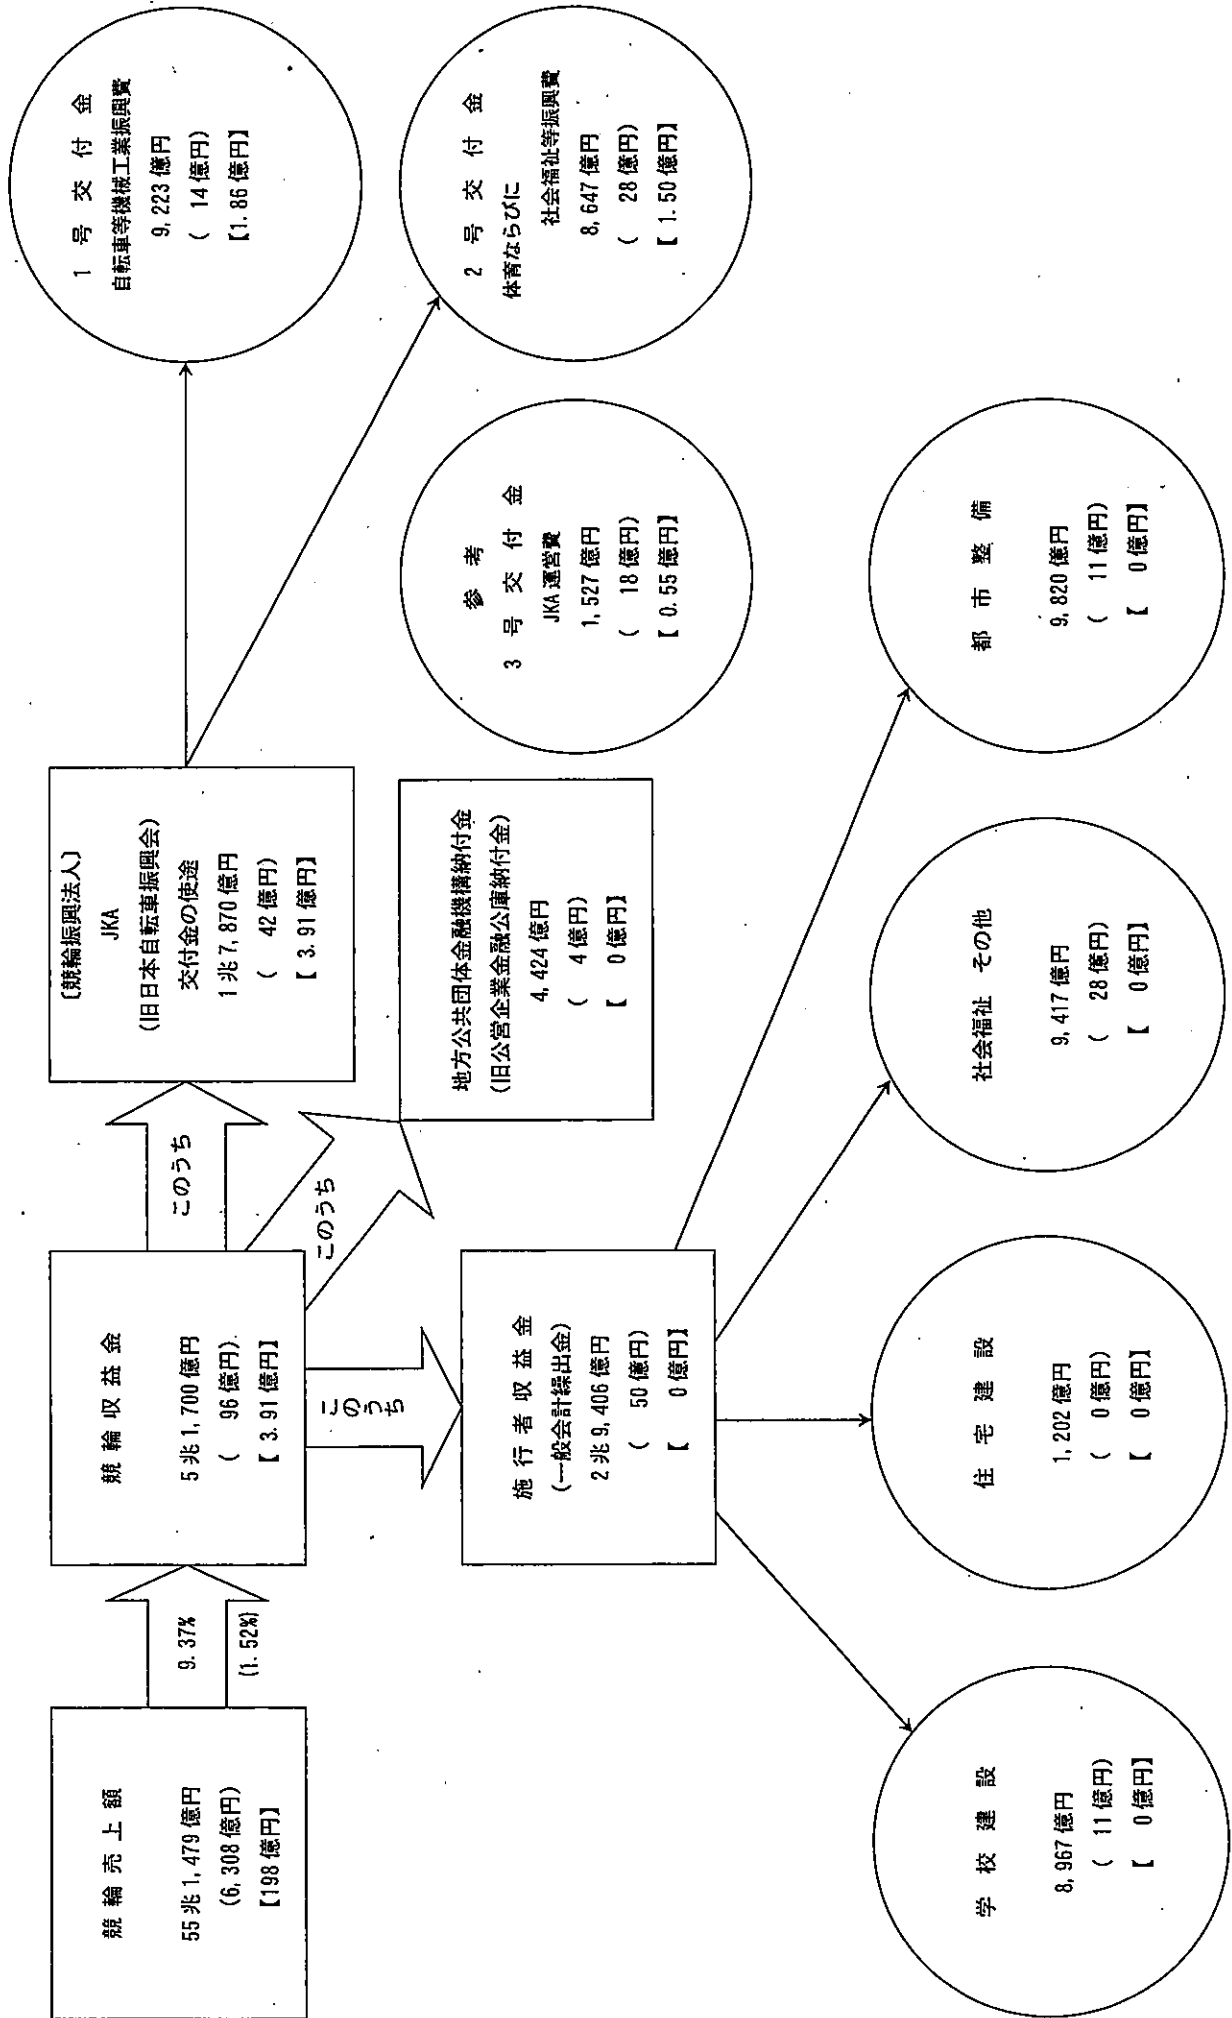 競輪売上額
55兆1,479億円
(6,308億円)
【198億円】
9.37%
(1.52%)
競輪収益金
5兆1,700億円
( 96億円)
【 3.91億円】
このうち
このうち
このうち
〔競輪振興法人〕
JKA
(旧日本自転車振興会)
交付金の使途
1兆7,870億円
( 42億円)
【 3.91億円】
1号交付金
自転車等機械工業振興費
9,223億円
( 14億円)
【1.86億円】
2号交付金
体育ならびに
社会福祉等振興費
8,647億円
( 28億円)
【 1.50億円】
参考
3号交付金
JKA運営費
1,527億円
( 18億円)
【 0.55億円】
地方公共団体金融機構納付金
(旧公営企業金融公庫納付金)
4,424億円
( 4億円)
【 0億円】
施行者収益金
(一般会計繰出金)
2兆9,406億円
( 50億円)
【 0億円】
学校建設
8,967億円
( 11億円)
【 0億円】
住宅建設
1,202億円
( 0億円)
【 0億円】
社会福祉 その他
9,417億円
( 28億円)
【 0億円】
都市整備
9,820億円
( 11億円)
【 0億円】